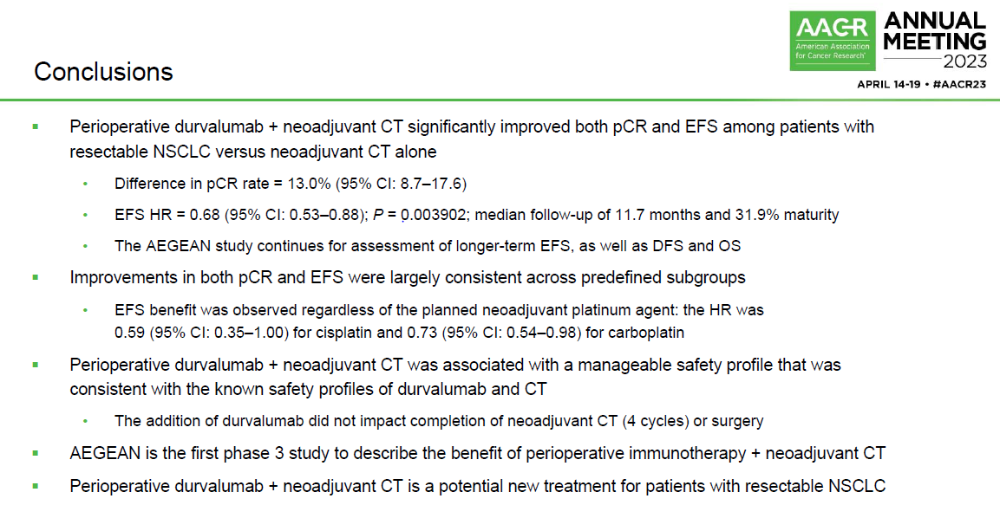 AACR
American Association
for Cancer Research®
ANNUAL
MEETING
2023
APRIL 14-19 • #AACR23
Conclusions
▪ Perioperative durvalumab + neoadjuvant CT significantly improved both pCR and EFS among patients with
resectable NSCLC versus neoadjuvant CT alone
• Difference in pCR rate = 13.0% (95% CI: 8.7–17.6)
• EFS HR = 0.68 (95% CI: 0.53–0.88); P = 0.003902; median follow-up of 11.7 months and 31.9% maturity
• The AEGEAN study continues for assessment of longer-term EFS, as well as DFS and OS
▪ Improvements in both pCR and EFS were largely consistent across predefined subgroups
• EFS benefit was observed regardless of the planned neoadjuvant platinum agent: the HR was
0.59 (95% CI: 0.35–1.00) for cisplatin and 0.73 (95% CI: 0.54–0.98) for carboplatin
▪ Perioperative durvalumab + neoadjuvant CT was associated with a manageable safety profile that was
consistent with the known safety profiles of durvalumab and CT
• The addition of durvalumab did not impact completion of neoadjuvant CT (4 cycles) or surgery
▪ AEGEAN is the first phase 3 study to describe the benefit of perioperative immunotherapy + neoadjuvant CT
▪ Perioperative durvalumab + neoadjuvant CT is a potential new treatment for patients with resectable NSCLC